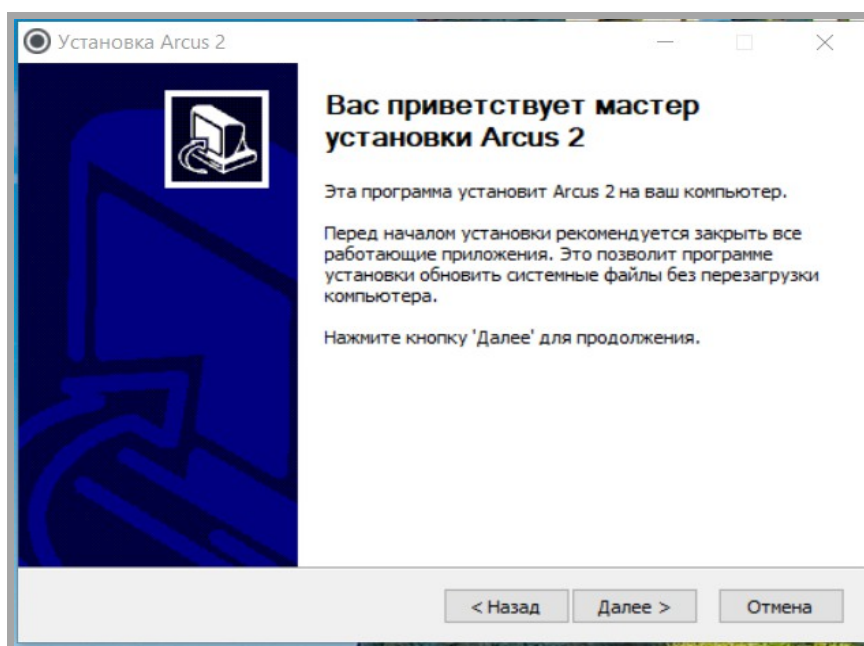 Установка Arcus 2
Вас приветствует мастер
установки Arcus 2
Эта программа установит Arcus 2 на ваш компьютер.
Перед началом установки рекомендуется закрыть все
работающие приложения. Это позволит программе
установки обновить системные файлы без перезагрузки
компьютера.
Нажмите кнопку 'Далее' для продолжения.
< Назад
Далее >
Отмена